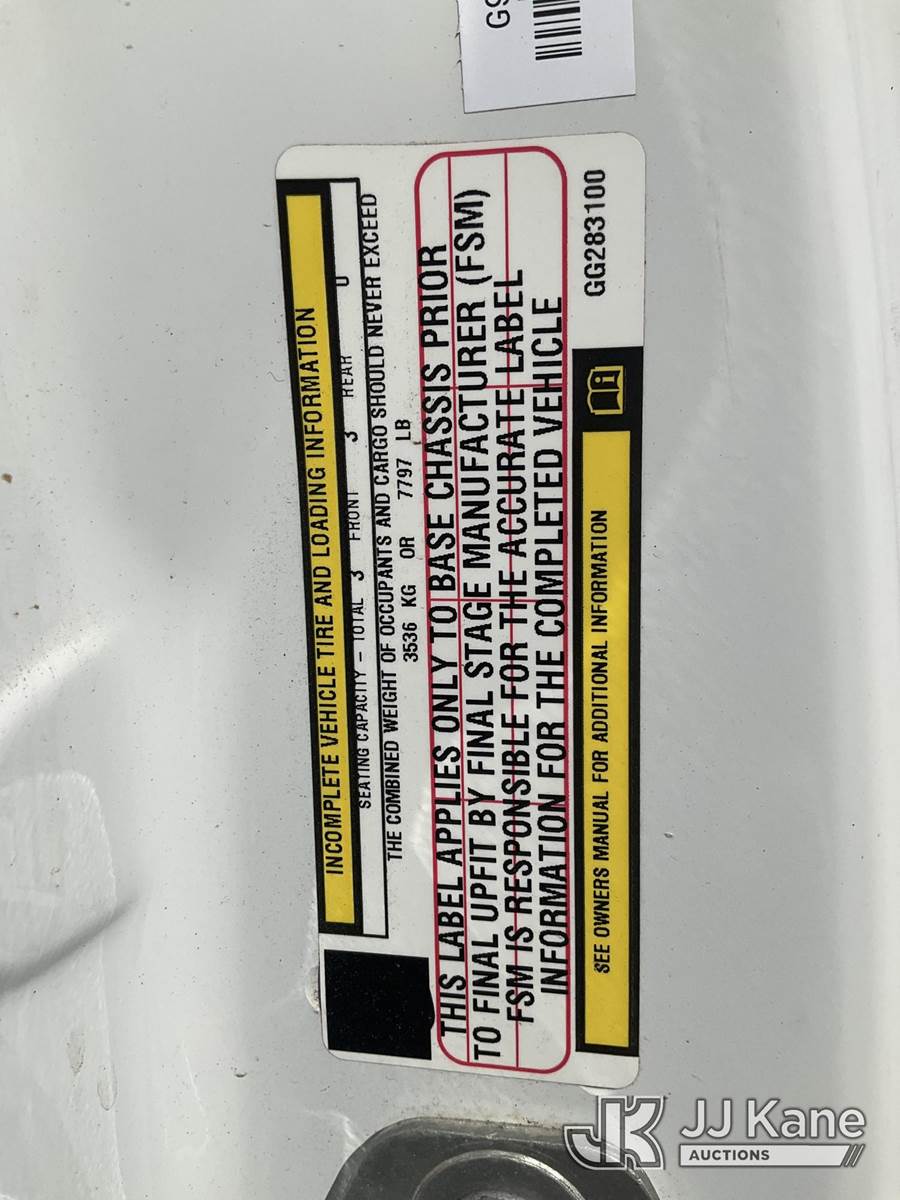 INCOMPLETE VEHICLE TIRE AND LOADING INFORMATION
SEATING CAPACITY - TOTAL 3 FRONT 3 REAR 0
THE COMBINED WEIGHT OF OCCUPANTS AND CARGO SHOULD NEVER EXCEED
3536 KG OR 7797 LB
THIS LABEL APPLIES ONLY TO BASE CHASSIS PRIOR
TO FINAL UPFIT BY FINAL STAGE MANUFACTURER (FSM)
FSM IS RESPONSIBLE FOR THE ACCURATE LABEL
INFORMATION FOR THE COMPLETED VEHICLE
SEE OWNERS MANUAL FOR ADDITIONAL INFORMATION
GG283100
JJ Kane
AUCTIONS